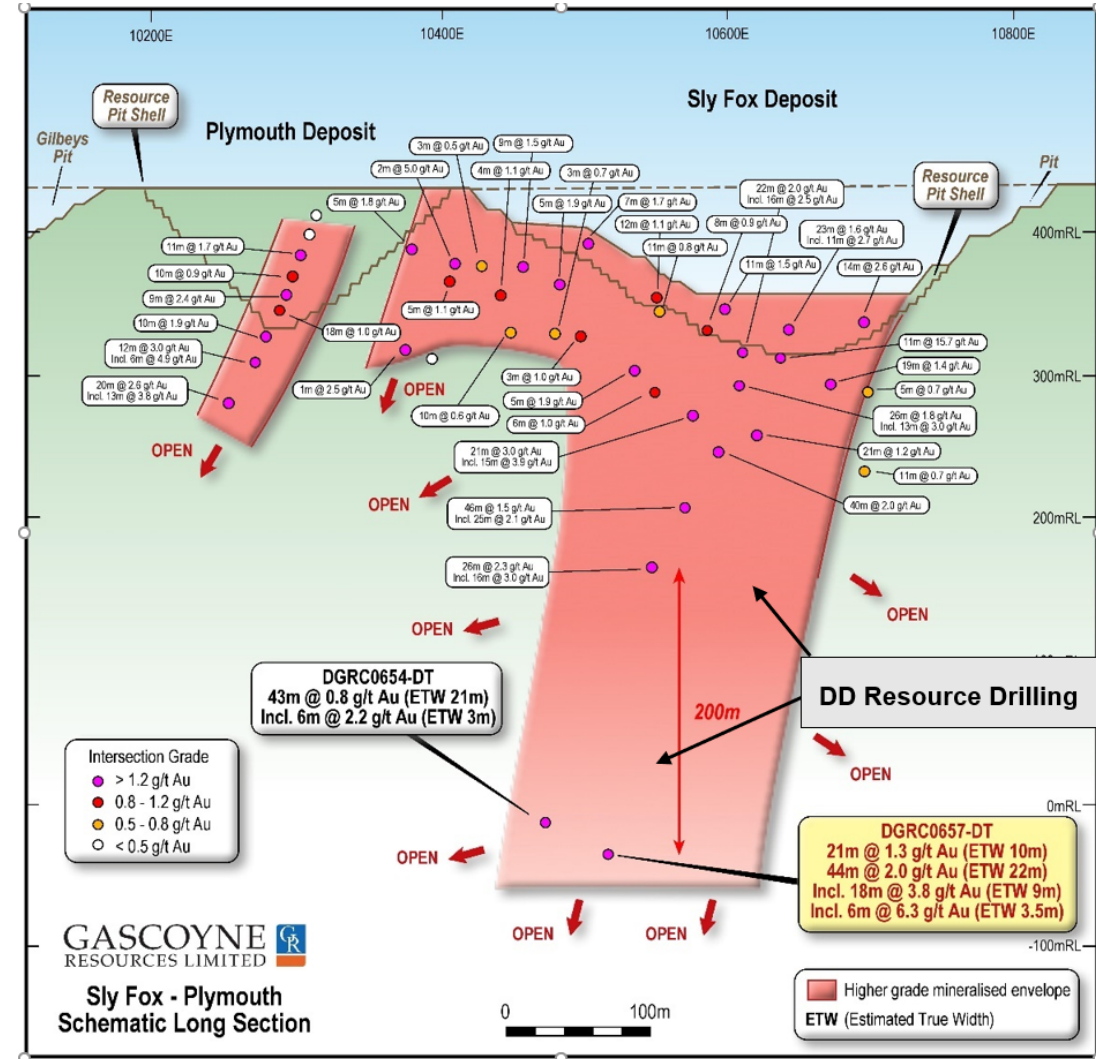 10200E
10400E
10600E
10800E
Sly Fox Deposit
Resource
Pit Shell
Plymouth Deposit
Gilbeys
Pit
Pit
Resource
Pit Shell
3m @ 0.5 g/t Au
9m @ 1.5 g/t Au
2m @ 5.0 g/t Au
4m @ 1.1 g/t Au
3m @ 0.7 g/t Au
5m @ 1.8 g/t Au
5m @ 1.9 g/t Au
7m @ 1.7 g/t Au
22m @ 2.0 g/t Au
Incl. 16m @ 2.5 g/t Au
12m @ 1.1 g/t Au
8m @ 0.9 g/t Au
23m @ 1.6 g/t Au
Incl. 11m @ 2.7 g/t Au
400mRL
11m @ 1.7 g/t Au
11m @ 0.8 g/t Au
11m @ 1.5 g/t Au
14m @ 2.6 g/t Au
10m @ 0.9 g/t Au
9m @ 2.4 g/t Au
5m @ 1.1 g/t Au
10m @ 1.9 g/t Au
18m @ 1.0 g/t Au
11m @ 15.7 g/t Au
12m @ 3.0 g/t Au
Incl. 6m @ 4.9 g/t Au
19m @ 1.4 g/t Au
300mRL
20m @ 2.6 g/t Au
Incl. 13m @ 3.8 g/t Au
1m @ 2.5 g/t Au
OPEN
3m @ 1.0 g/t Au
5m @ 0.7 g/t Au
5m @ 1.9 g/t Au
10m @ 0.6 g/t Au
6m @ 1.0 g/t Au
26m @ 1.8 g/t Au
Incl. 13m @ 3.0 g/t Au
OPEN
21m @ 3.0 g/t Au
Incl. 15m @ 3.9 g/t Au
21m @ 1.2 g/t Au
11m @ 0.7 g/t Au
OPEN
46m @ 1.5 g/t Au
Incl. 25m @ 2.1 g/t Au
40m @ 2.0 g/t Au
200mRL
26m @ 2.3 g/t Au
Incl. 16m @ 3.0 g/t Au
OPEN
OPEN
DGRC0654-DT
43m @ 0.8 g/t Au (ETW 21m)
Incl. 6m @ 2.2 g/t Au (ETW 3m)
DD Resource Drilling
200m
Intersection Grade
> 1.2 g/t Au
0.8 - 1.2 g/t Au
0.5 - 0.8 g/t Au
< 0.5 g/t Au
OPEN
0mRL
OPEN
DGRC0657-DT
21m @ 1.3 g/t Au (ETW 10m)
44m @ 2.0 g/t Au (ETW 22m)
Incl. 18m @ 3.8 g/t Au (ETW 9m)
Incl. 6m @ 6.3 g/t Au (ETW 3.5m)
OPEN
OPEN
-100mRL
GASCOYNE GR
RESOURCES LIMITED
Sly Fox - Plymouth
Schematic Long Section
0
100m
Higher grade mineralised envelope
ETW (Estimated True Width)